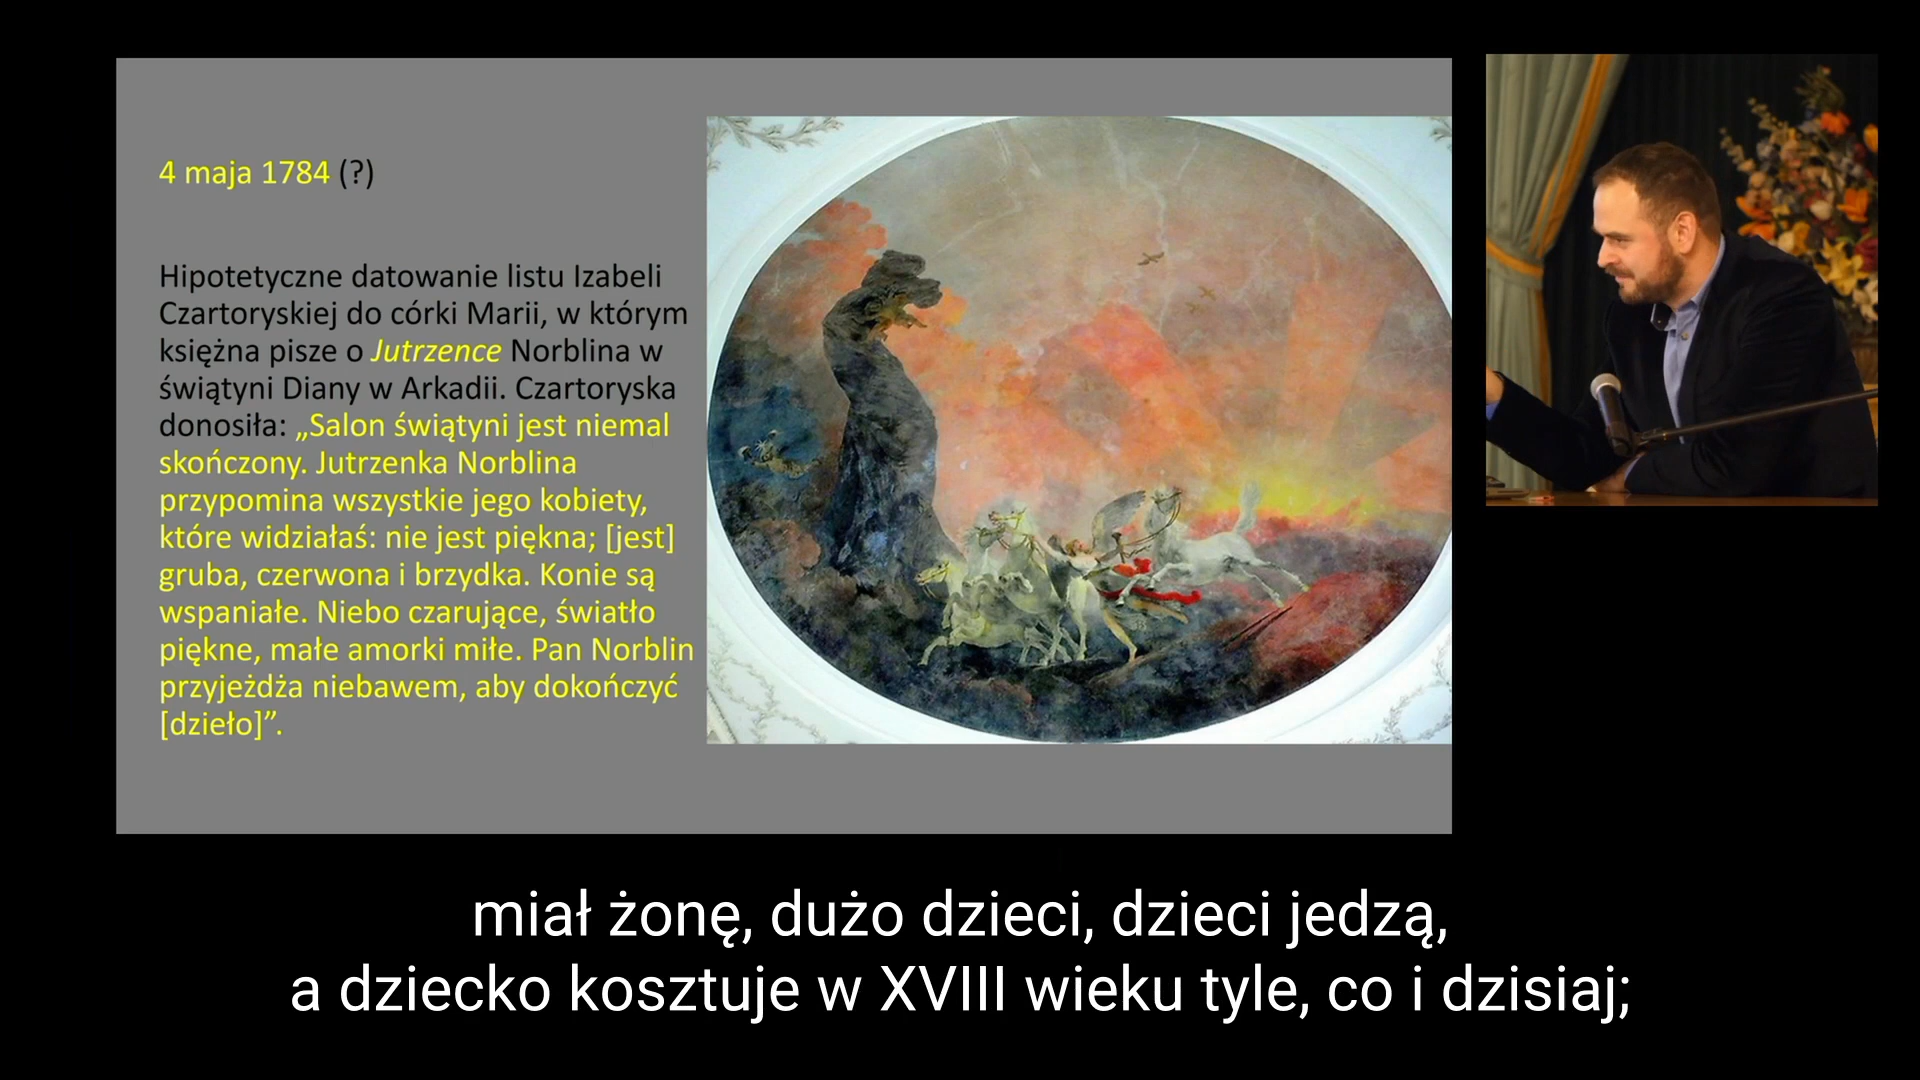 4 maja 1784 (?)
Hipotetyczne datowanie listu Izabeli
Czartoryskiej do córki Marii, w którym
księżna pisze o Jutrzence Norblina w
świątyni Diany w Arkadii. Czartoryska
donosiła: „Salon świątyni jest niemal
skończony. Jutrzenka Norblina
przypomina wszystkie jego kobiety,
które widziałaś: nie jest piękna; [jest]
gruba, czerwona i brzydka. Konie są
wspaniałe. Niebo czarujące, światło
piękne, małe amorki miłe. Pan Norblin
przyjeżdża niebawem, aby dokończyć
[dzieło]”.
miał żonę, dużo dzieci, dzieci jedzą,
a dziecko kosztuje w XVIII wieku tyle, co i dzisiaj;